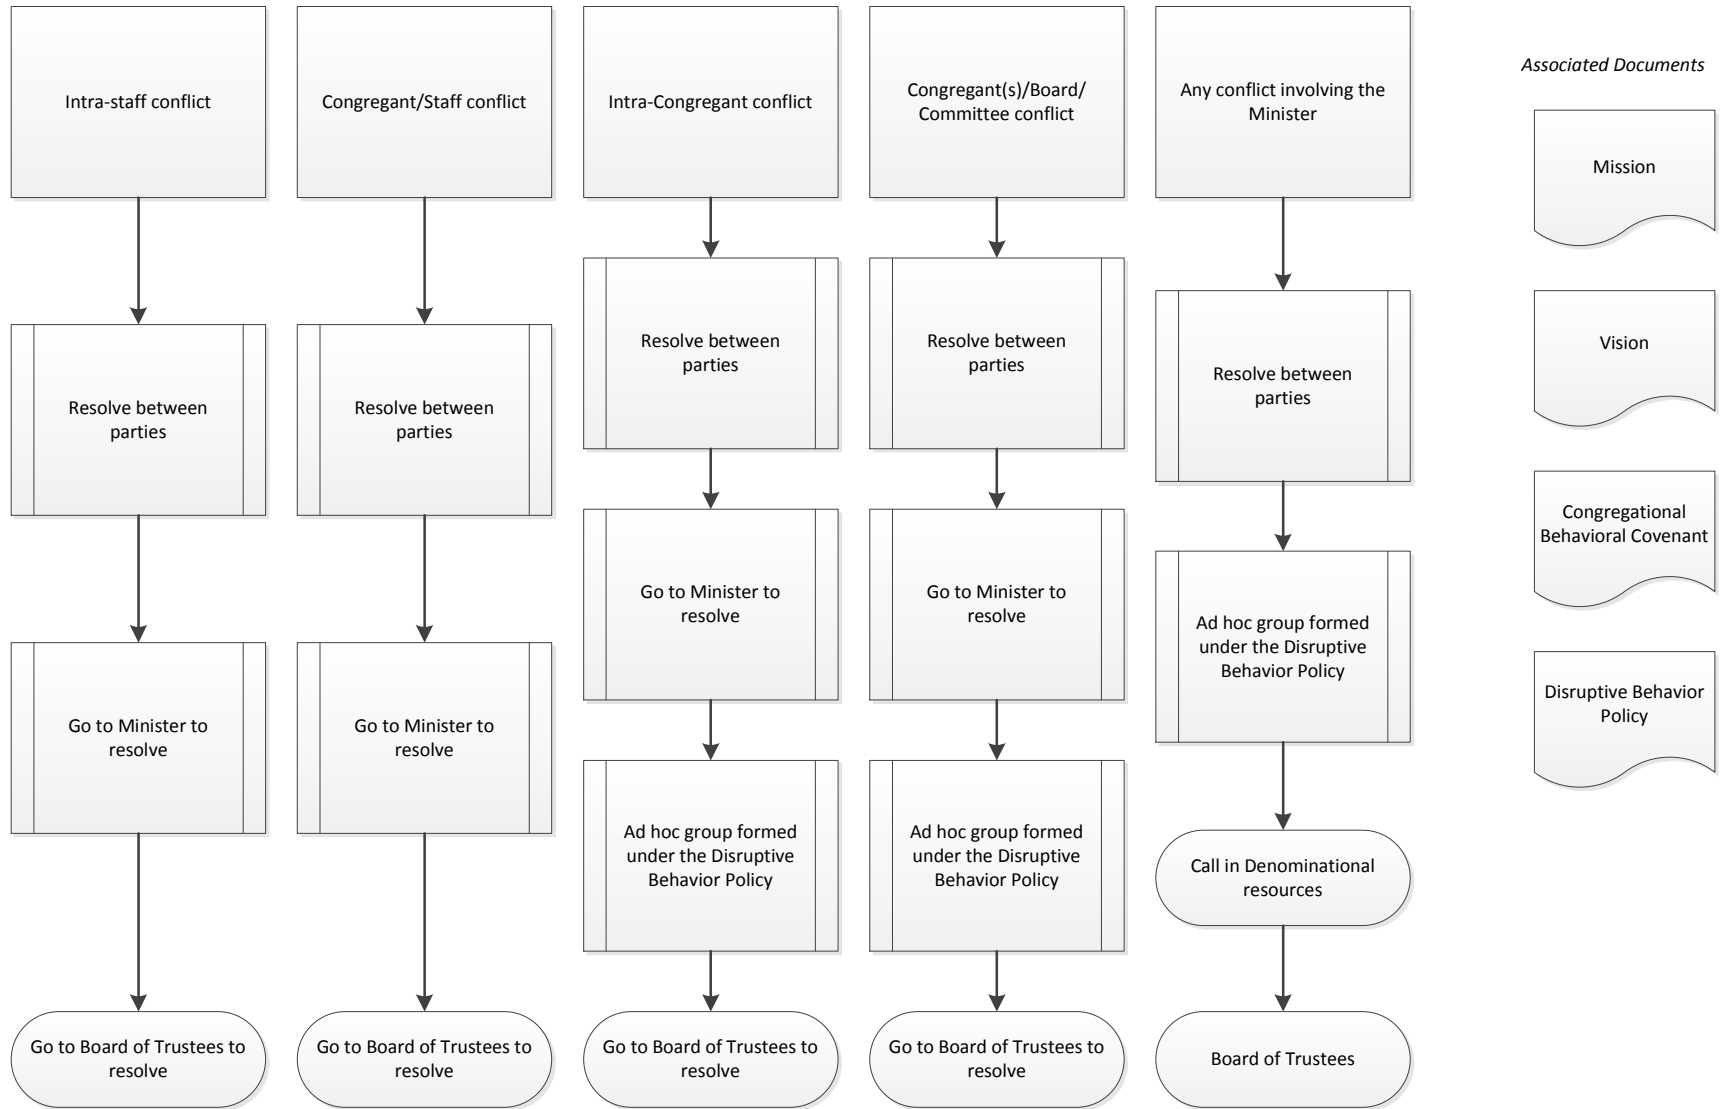 Intra-staff conflict
Resolve between
parties
Go to Minister to
resolve
Go to Board of Trustees to
resolve
Congregant/Staff conflict
Resolve between
parties
Go to Minister to
resolve
Go to Board of Trustees to
resolve
Intra-Congregant conflict
Resolve between
parties
Go to Minister to
resolve
Ad hoc group formed
under the Disruptive
Behavior Policy
Go to Board of Trustees to
resolve
Congregant(s)/Board/
Committee conflict
Resolve between
parties
Go to Minister to
resolve
Ad hoc group formed
under the Disruptive
Behavior Policy
Go to Board of Trustees to
resolve
Any conflict involving the
Minister
Resolve between
parties
Ad hoc group formed
under the Disruptive
Behavior Policy
Call in Denominational
resources
Board of Trustees
Associated Documents
Mission
Vision
Congregational
Behavioral Covenant
Disruptive Behavior
Policy